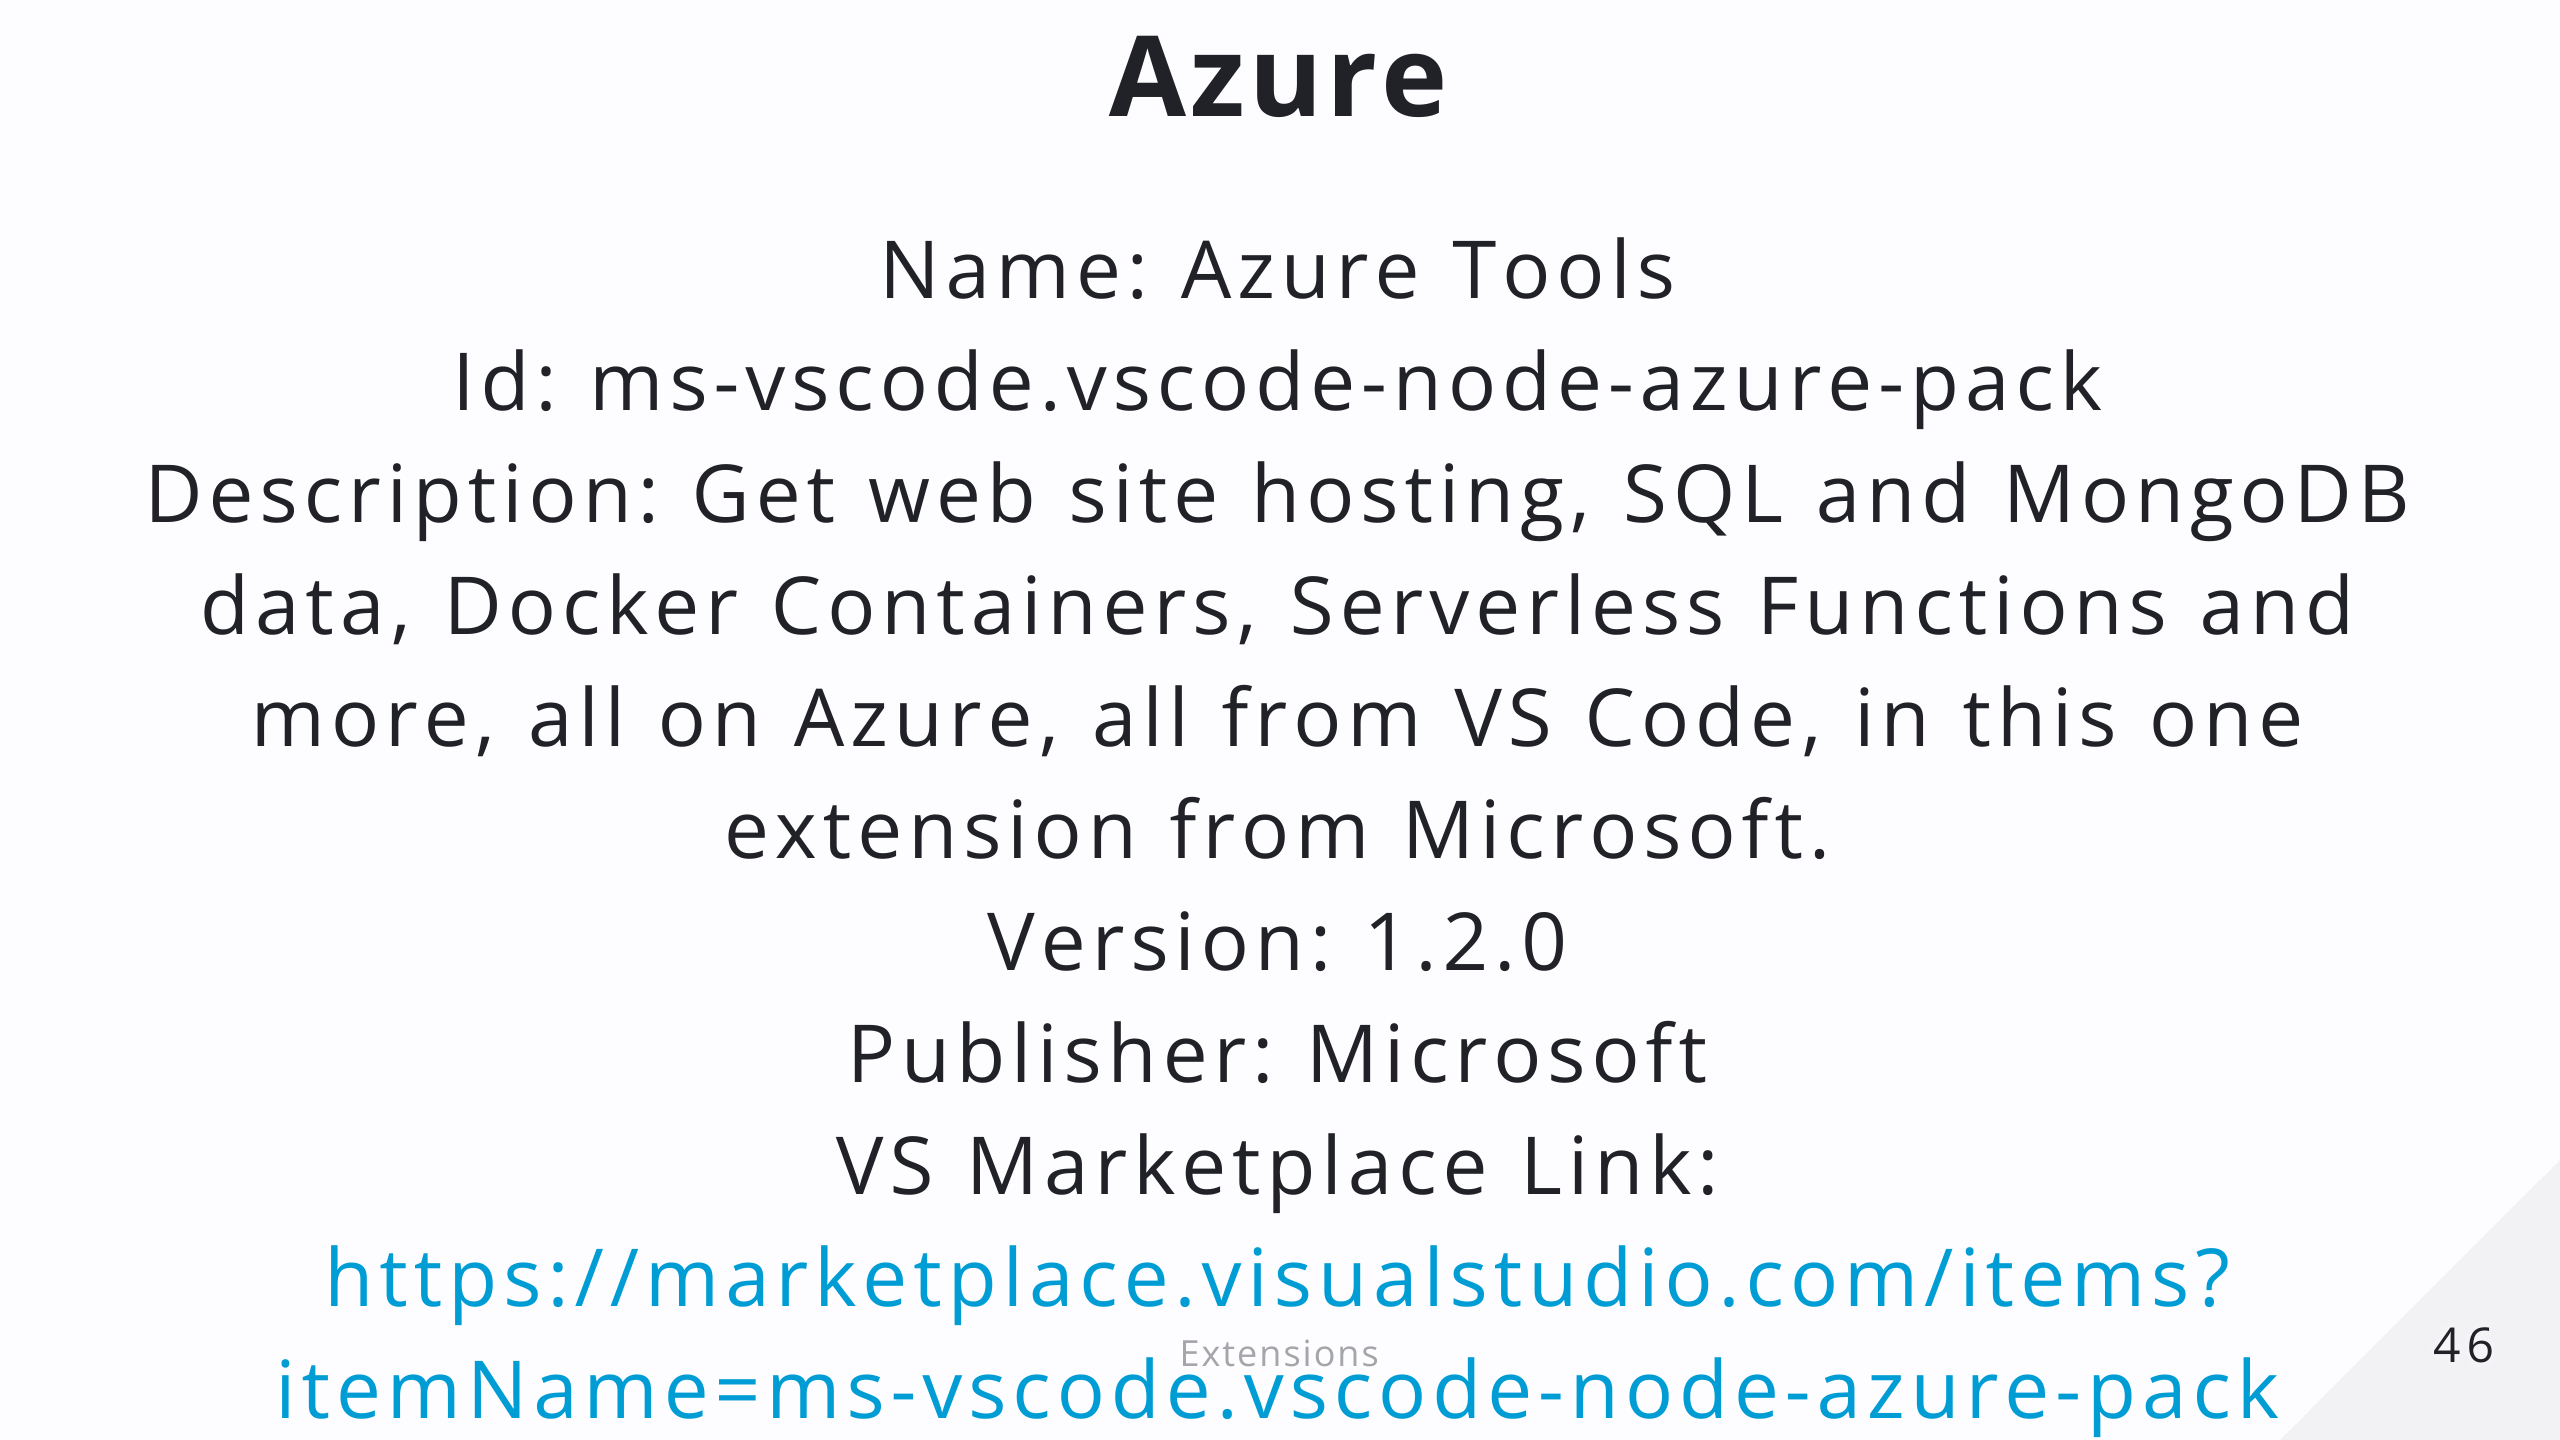 Azure
Name: Azure Tools
Id: ms-vscode.vscode-node-azure-pack
Description: Get web site hosting, SQL and MongoDB
data, Docker Containers, Serverless Functions and
more, all on Azure, all from VS Code, in this one
extension from Microsoft.
Version: 1.2.0
Publisher: Microsoft
VS Marketplace Link:
https://marketplace.visualstudio.com/items?
itemName=ms-vscode.vscode-node-azure-pack
Extensions
46